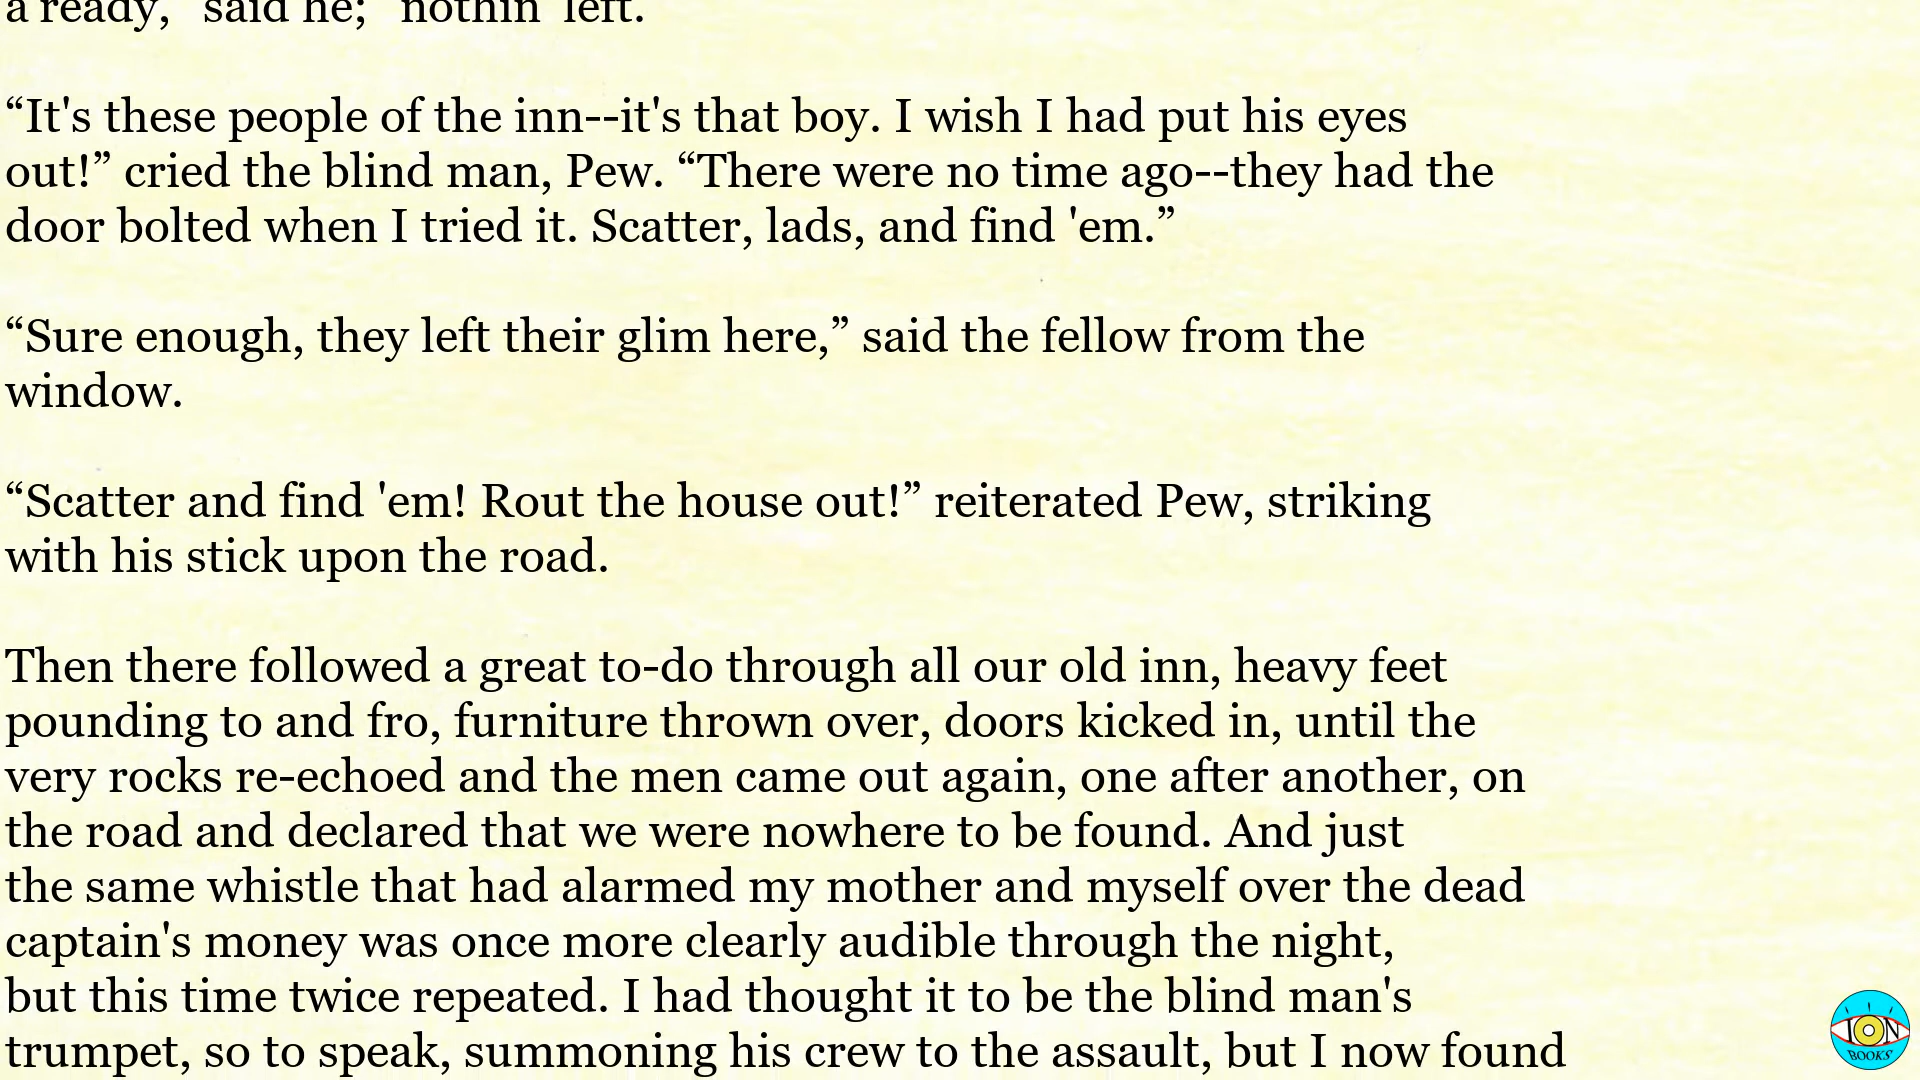 a'ready," said he; "nothin' left."
“It's these people of the inn--it's that boy. I wish I had put his eyes
out!” cried the blind man, Pew. “There were no time ago--they had the
door bolted when I tried it. Scatter, lads, and find 'em.”
“Sure enough, they left their glim here,” said the fellow from the
window.
“Scatter and find 'em! Rout the house out!” reiterated Pew, striking
with his stick upon the road.
Then there followed a great to-do through all our old inn, heavy feet
pounding to and fro, furniture thrown over, doors kicked in, until the
very rocks re-echoed and the men came out again, one after another, on
the road and declared that we were nowhere to be found. And just
the same whistle that had alarmed my mother and myself over the dead
captain's money was once more clearly audible through the night,
but this time twice repeated. I had thought it to be the blind man's
trumpet, so to speak, summoning his crew to the assault, but I now found
ION
BOOKS